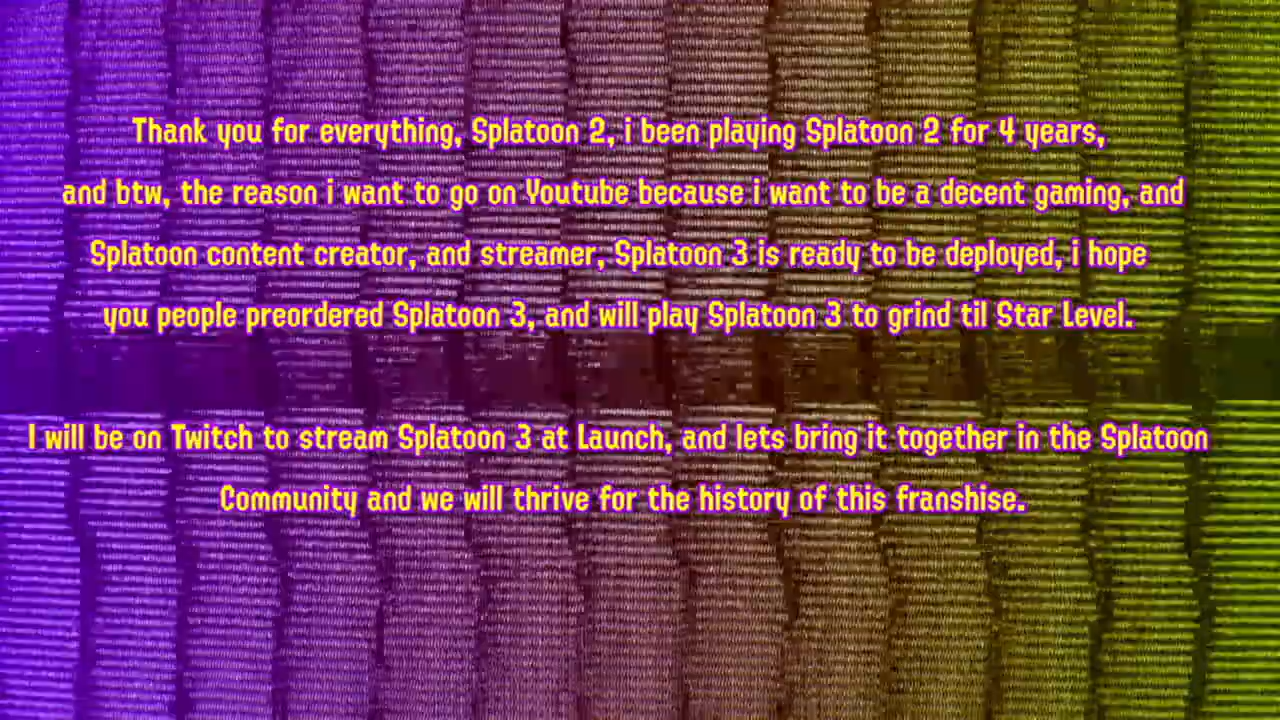 Thank you for everything, Splatoon 2, i been playing Splatoon 2 for 4 years,
and btw, the reason i want to go on Youtube because i want to be a decent gaming, and
Splatoon content creator, and streamer, Splatoon 3 is ready to be deployed, i hope
you people preordered Splatoon 3, and will play Splatoon 3 to grind til Star Level.
I will be on Twitch to stream Splatoon 3 at Launch, and lets bring it together in the Splatoon
Community and we will thrive for the history of this franshise.